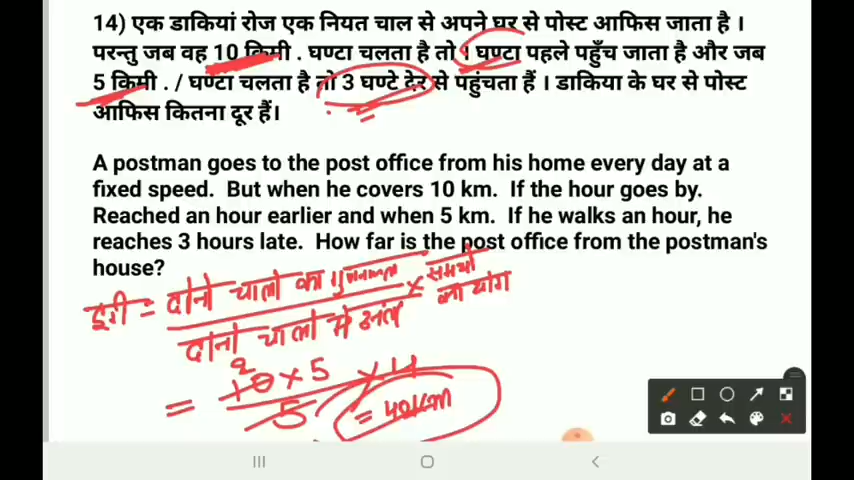 14) एक डाकियां रोज एक नियत चाल से अपने घर से पोस्ट आफिस जाता है ।
परन्तु जब वह 10 किमी . घण्टा चलता है तो 1 घण्टा पहले पहुँच जाता है और जब
5 किमी . / घण्टा चलता है तो 3 घण्टे देर से पहुंचता हैं । डाकिया के घर से पोस्ट
आफिस कितना दूर हैं।
A postman goes to the post office from his home every day at a
fixed speed.  But when he covers 10 km.  If the hour goes by.
Reached an hour earlier and when 5 km.  If he walks an hour, he
reaches 3 hours late.  How far is the post office from the postman's
house?
दूरी = दोनो चालो का गुणनफल × समयो का योग
दोनो चालो मे अंतर
2
= 10 × 5 × 4
5
= 40km